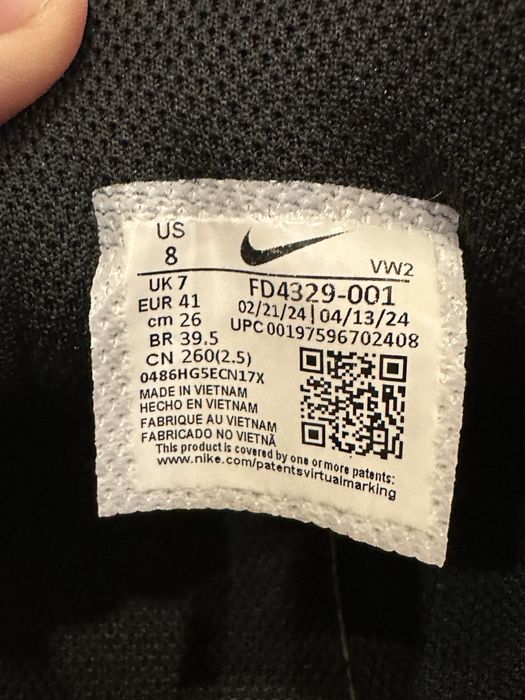 US
8
VW2
UK 7
FD4329-001
EUR 41
02/21/24 | 04/13/24
cm 26
UPC 00197596702408
BR 39.5
CN 260(2.5)
0486HG5ECN17X
MADE IN VIETNAM
HECHO EN VIETNAM
FABRIQUE AU VIETNAM
FABRICADO NO VIETNÃ
This product is covered by one or more patents:
www.nike.com/patentsvirtualmarking